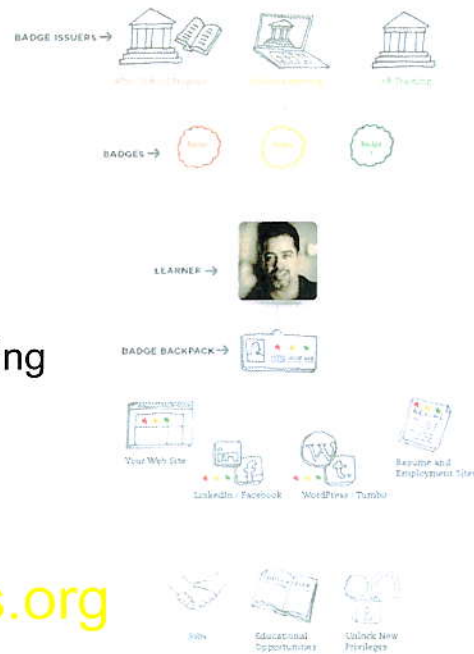 BADGE ISSUERS →
BADGES →
LEARNER →
ng
BADGE BACKPACK →
Your Web Site
in
f
W
t.
LinkedIn / Facebook
WordPress / Tumblr
Resume and
Employment Sites
s.org
Jobs
Educational
Opportunities
Unlock New
Privileges